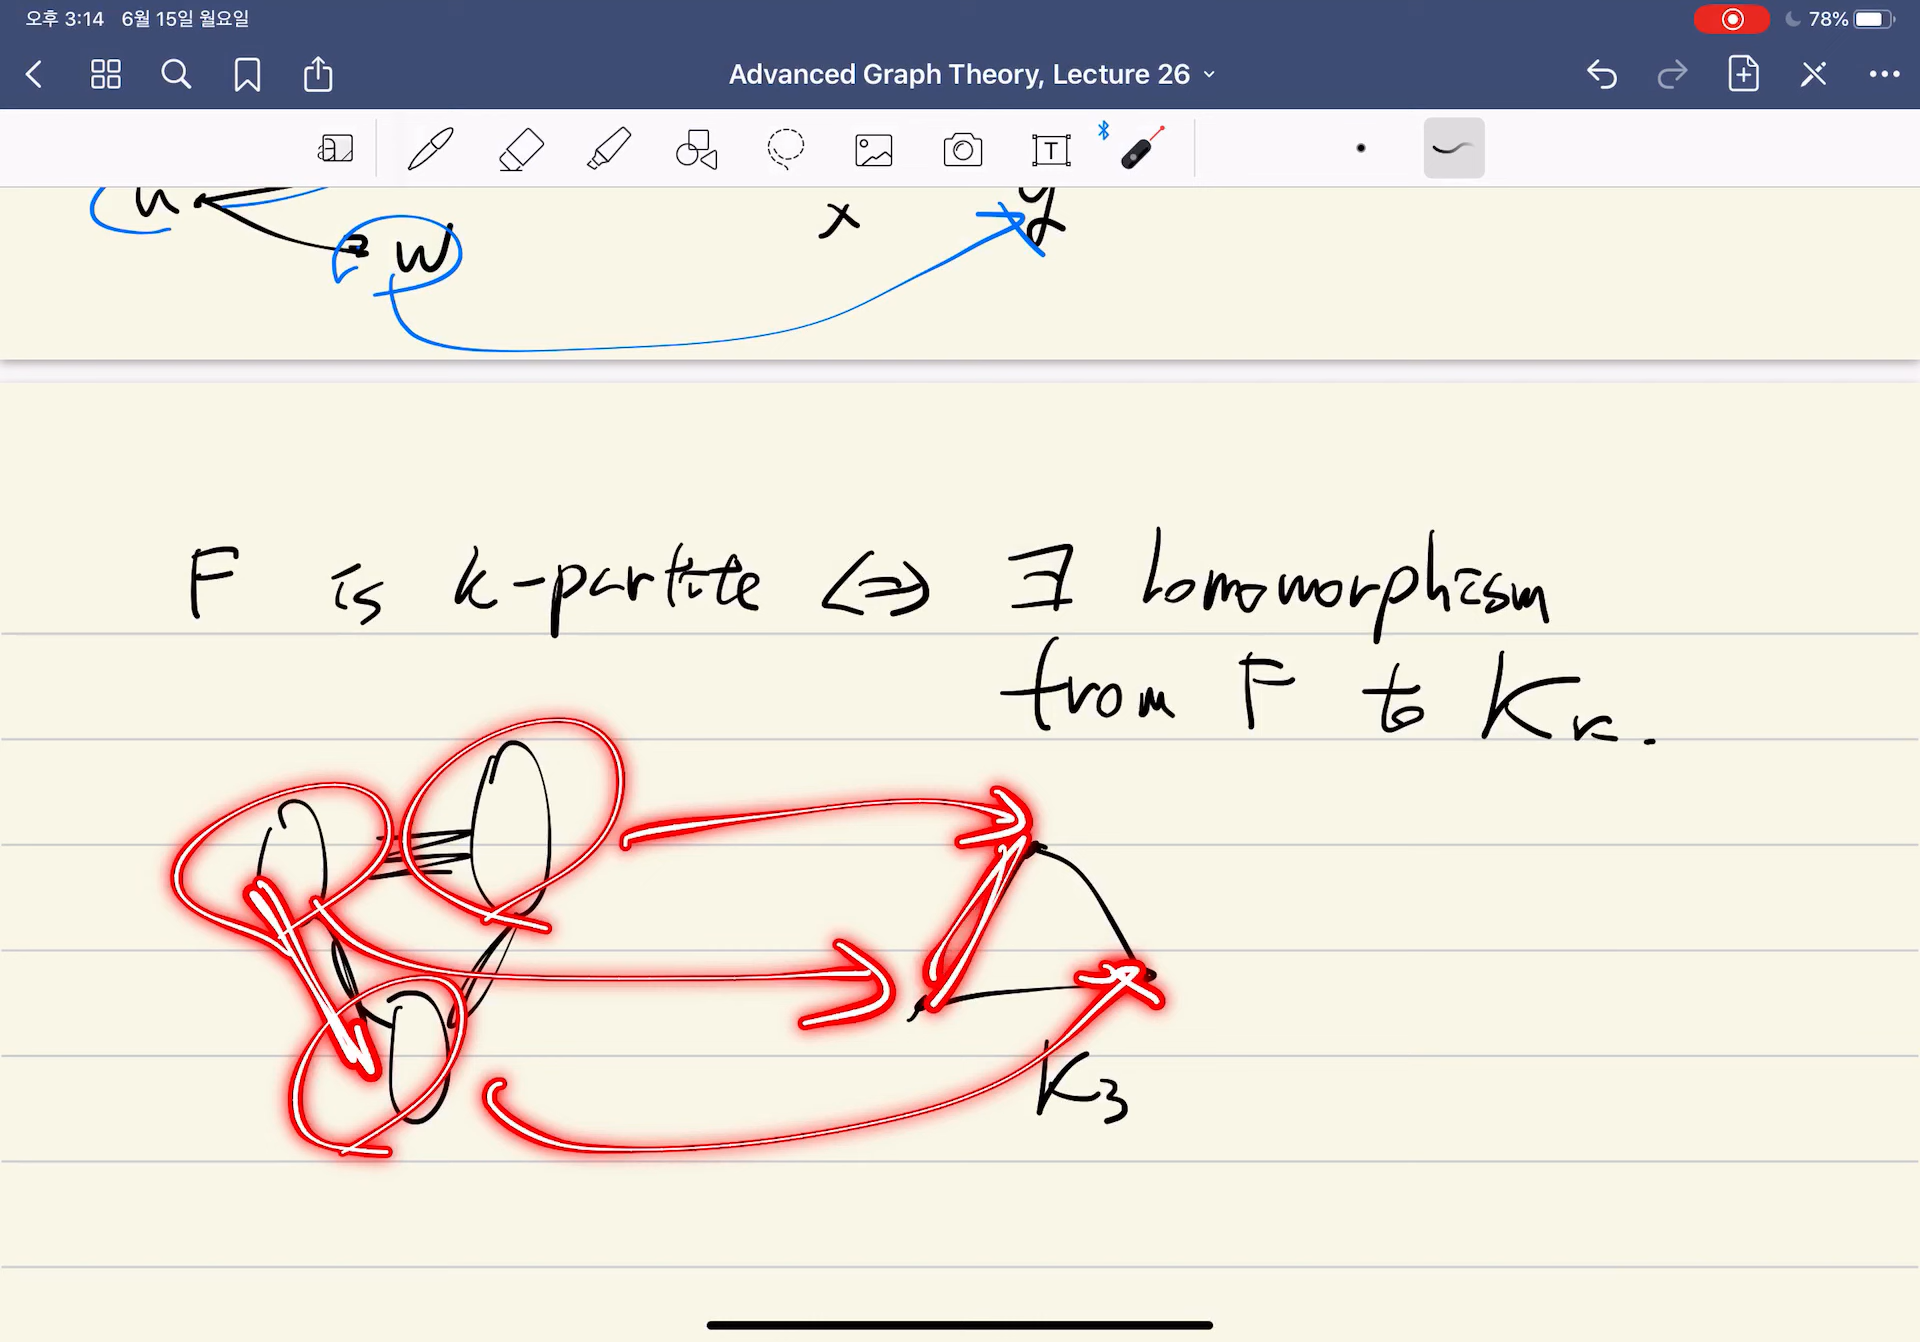 오후 3:14 6월 15일 월요일
78%
Advanced Graph Theory, Lecture 26
a
T
u
w
x
y
F is k-partite <=> ∃ homomorphism
from F to Kk.
K3